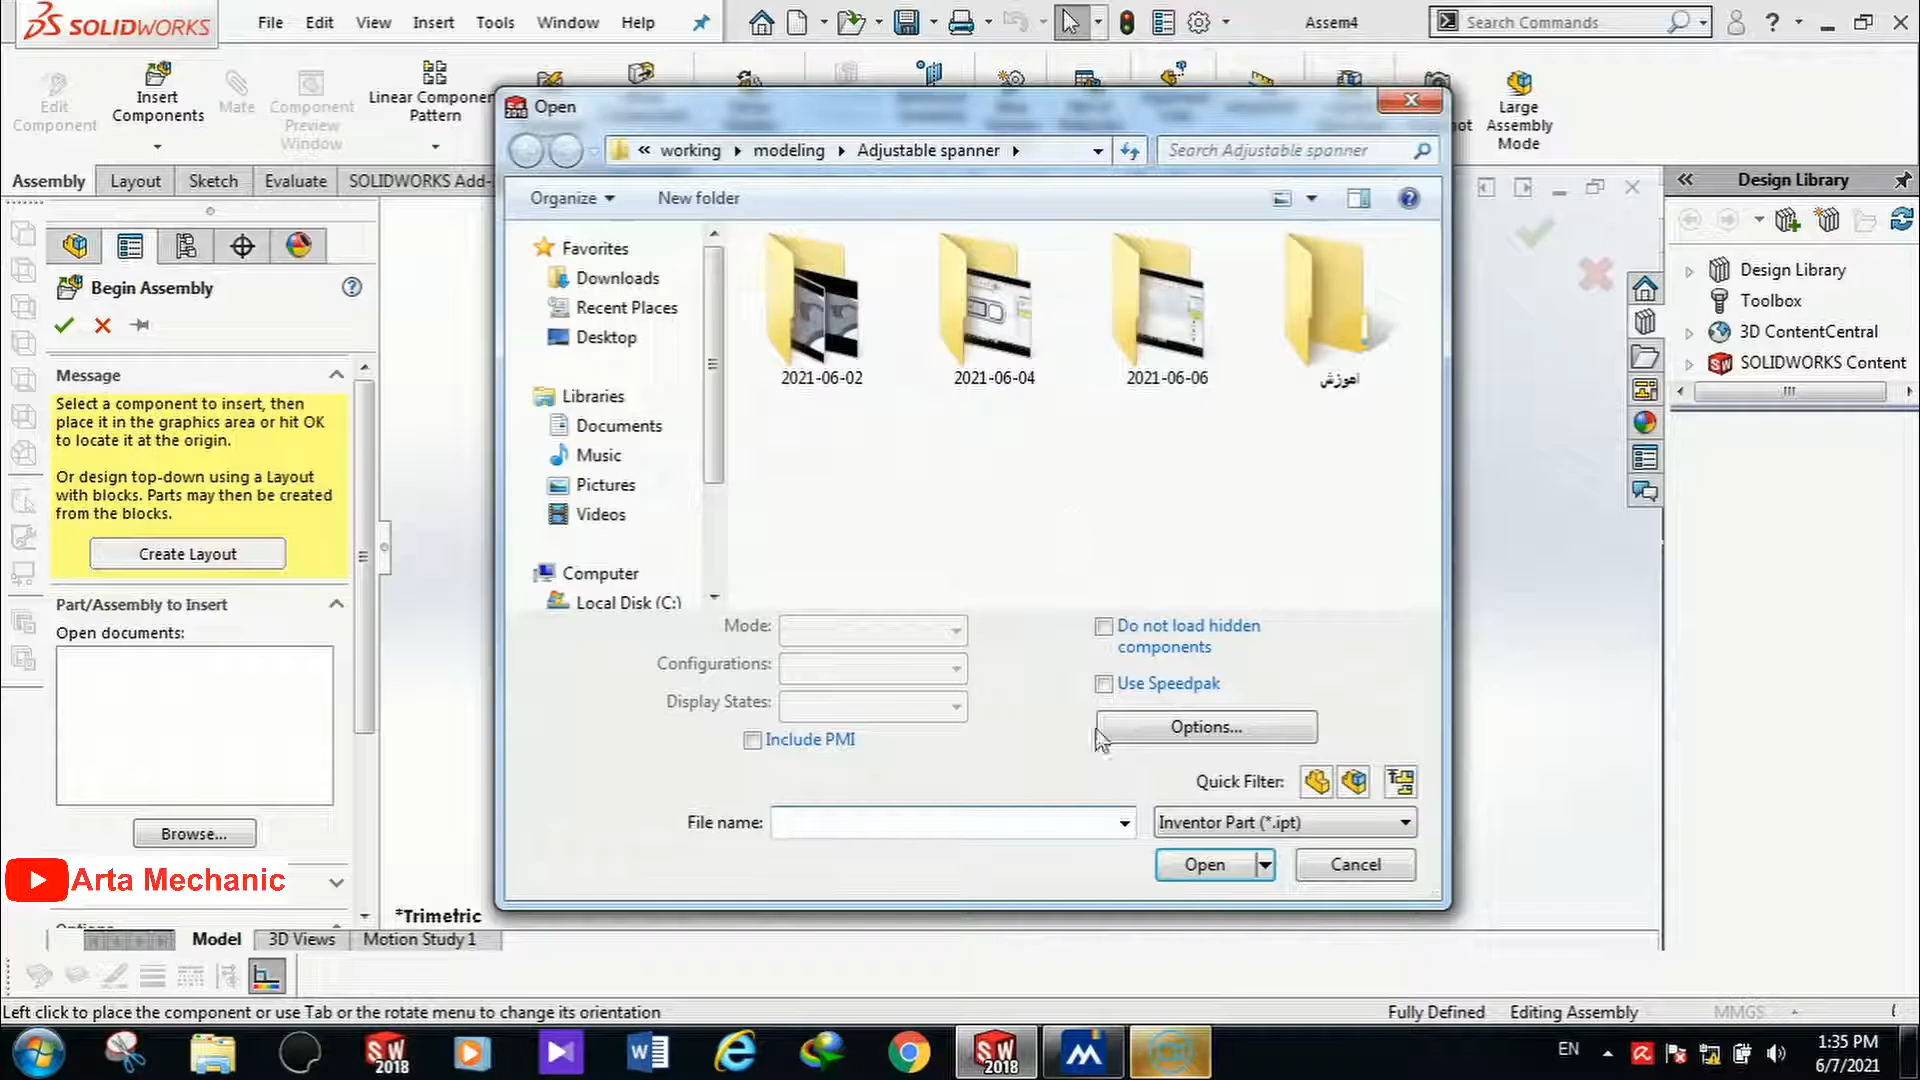 SOLIDWORKS
File Edit View Insert Tools Window Help
Assem4
Search Commands
Edit Component
Insert Components
Mate
Component Preview Window
Linear Component Pattern
Large Assembly Mode
Assembly Layout Sketch Evaluate SOLIDWORKS Add-
Begin Assembly
Message
Select a component to insert, then
place it in the graphics area or hit OK
to locate it at the origin.
Or design top-down using a Layout
with blocks. Parts may then be created
from the blocks.
Create Layout
Part/Assembly to Insert
Open documents:
Browse...
Arta Mechanic
Open
« working modeling Adjustable spanner
Search Adjustable spanner
Organize New folder
Favorites
Downloads
Recent Places
Desktop
Libraries
Documents
Music
Pictures
Videos
Computer
Local Disk (C:)
2021-06-02
2021-06-04
2021-06-06
اموزش
Mode:
Configurations:
Display States:
Include PMI
Do not load hidden
components
Use Speedpak
Options...
Quick Filter:
File name:
Inventor Part (*.ipt)
Open Cancel
Design Library
Design Library
Toolbox
3D ContentCentral
SOLIDWORKS Content
*Trimetric
Model 3D Views Motion Study 1
Left click to place the component or use Tab or the rotate menu to change its orientation
Fully Defined Editing Assembly MMGS
SW 2018
EN
1:35 PM
6/7/2021